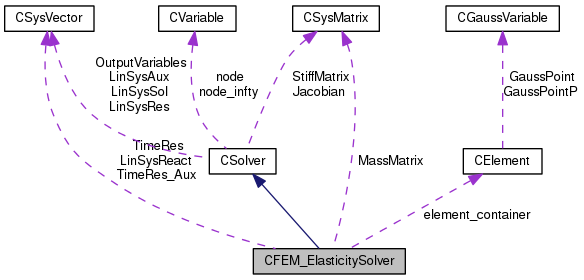 CSysVector
CVariable
CSysMatrix
CGaussVariable
OutputVariables
LinSysAux
LinSysSol
LinSysRes
node
node_infty
StiffMatrix
Jacobian
GaussPoint
GaussPointP
TimeRes
LinSysReact
TimeRes_Aux
CSolver
MassMatrix
CElement
element_container
CFEM_ElasticitySolver